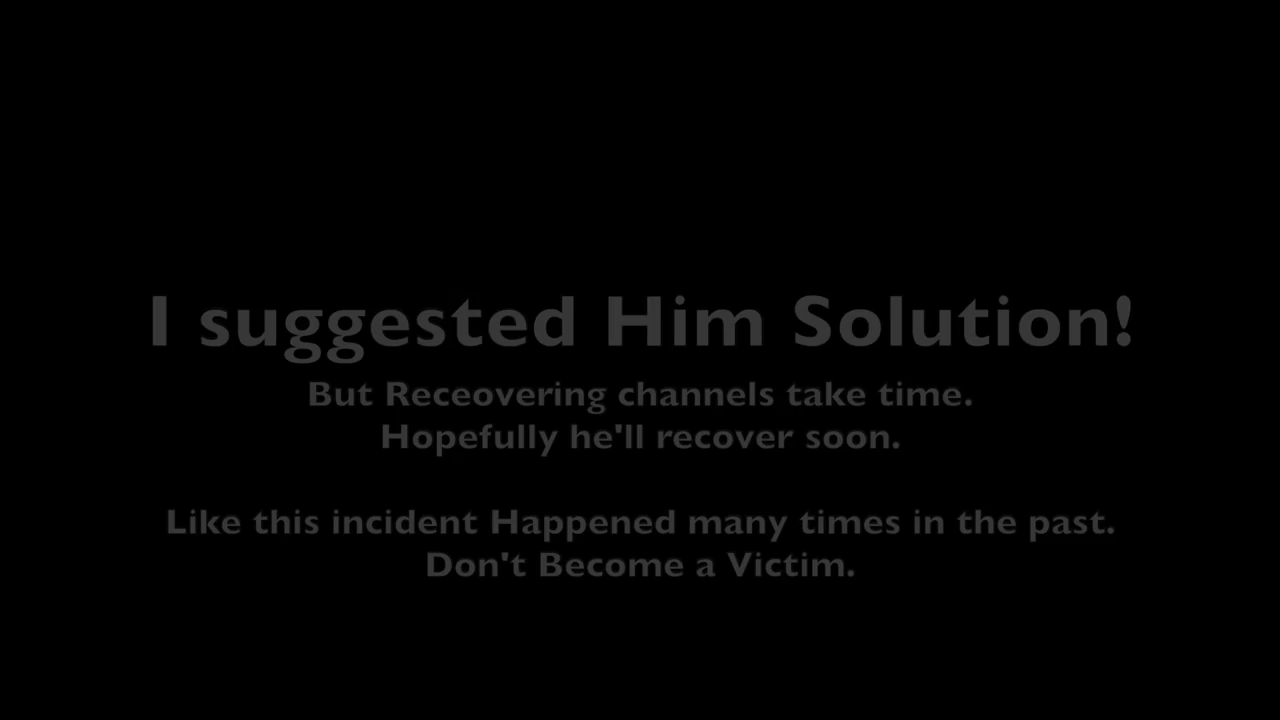 I suggested Him Solution!
But Receovering channels take time.
Hopefully he'll recover soon.
Like this incident Happened many times in the past.
Don't Become a Victim.